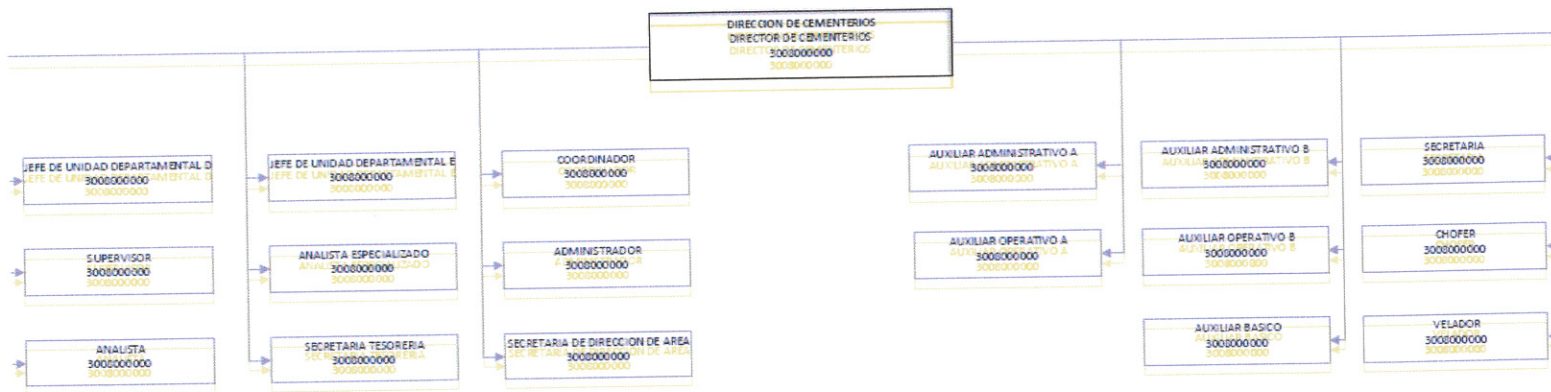 DIRECCION DE CEMENTERIOS
DIRECTOR DE CEMENTERIOS
3008000000
JEFE DE UNIDAD DEPARTAMENTAL D
3008000000
JEFE DE UNIDAD DEPARTAMENTAL E
3008000000
COORDINADOR
3008000000
AUXILIAR ADMINISTRATIVO A
3008000000
AUXILIAR ADMINISTRATIVO B
3008000000
SECRETARIA
3008000000
SUPERVISOR
3008000000
ANALISTA ESPECIALIZADO
3008000000
ADMINISTRADOR
3008000000
AUXILIAR OPERATIVO A
3008000000
AUXILIAR OPERATIVO B
3008000000
CHOFER
3008000000
ANALISTA
3008000000
SECRETARIA TESORERIA
3008000000
SECRETARIA DE DIRECCION DE AREA
3008000000
AUXILIAR BASICO
3008000000
VELADOR
3008000000